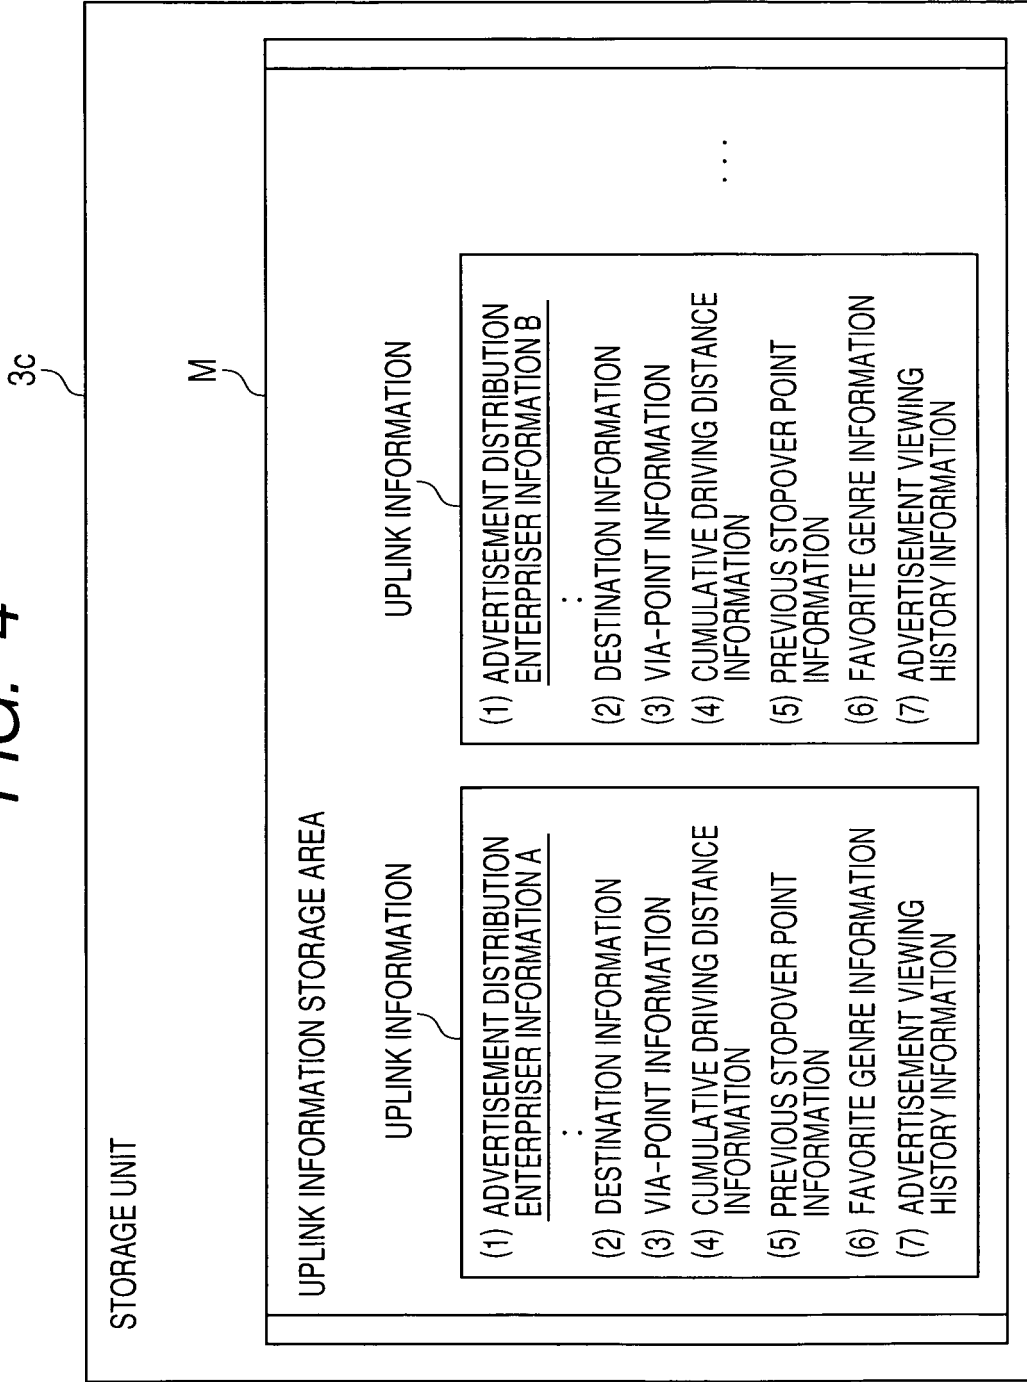 FIG. 4
3c
STORAGE UNIT
M
UPLINK INFORMATION STORAGE AREA
UPLINK INFORMATION
(1) ADVERTISEMENT DISTRIBUTION
ENTERPRISER INFORMATION A
:
(2) DESTINATION INFORMATION
(3) VIA-POINT INFORMATION
(4) CUMULATIVE DRIVING DISTANCE
INFORMATION
(5) PREVIOUS STOPOVER POINT
INFORMATION
(6) FAVORITE GENRE INFORMATION
(7) ADVERTISEMENT VIEWING
HISTORY INFORMATION
UPLINK INFORMATION
(1) ADVERTISEMENT DISTRIBUTION
ENTERPRISER INFORMATION B
:
(2) DESTINATION INFORMATION
(3) VIA-POINT INFORMATION
(4) CUMULATIVE DRIVING DISTANCE
INFORMATION
(5) PREVIOUS STOPOVER POINT
INFORMATION
(6) FAVORITE GENRE INFORMATION
(7) ADVERTISEMENT VIEWING
HISTORY INFORMATION
...